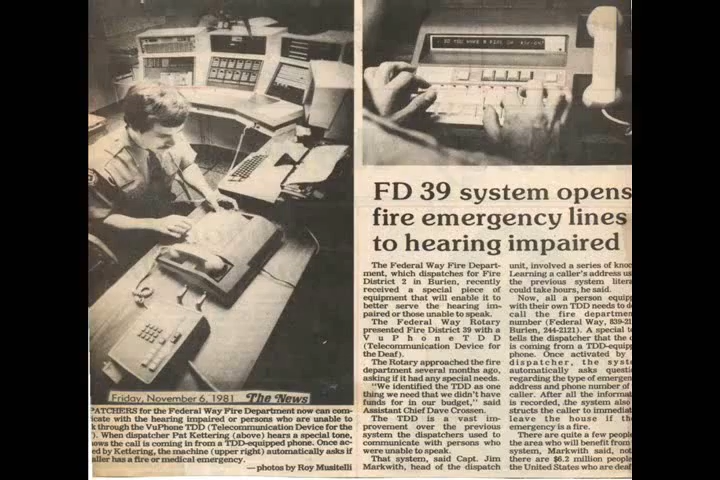 DO YOU HAVE A FIRE OR
FD 39 system opens
fire emergency lines
to hearing impaired
Friday, November 6, 1981 The News
PATCHERS for the Federal Way Fire Department now can com-
icate with the hearing impaired or persons who are unable to
k through the VuPhone TDD (Telecommunication Device for the
). When dispatcher Pat Kettering (above) hears a special tone,
ows the call is coming in from a TDD-equipped phone. Once ac-
ed by Kettering, the machine (upper right) automatically asks if
aller has a fire or medical emergency.
— photos by Roy Musitelli
The Federal Way Fire Depart-
ment, which dispatches for Fire
District 2 in Burien, recently
received a special piece of
equipment that will enable it to
better serve the hearing im-
paired or those unable to speak.
The Federal Way Rotary
presented Fire District 39 with a
VuPhone TDD
(Telecommunication Device for
the Deaf).
The Rotary approached the fire
department several months ago,
asking if it had any special needs.
"We identified the TDD as one
thing we need that we didn't have
funds for in our budget," said
Assistant Chief Dave Crossen.
The TDD is a vast im-
provement over the previous
system the dispatchers used to
communicate with persons who
were unable to speak.
That system, said Capt. Jim
Markwith, head of the dispatch
unit, involved a series of knoc
Learning a caller's address us
the previous system litera
could take hours, he said.
Now, all a person equipp
with their own TDD needs to d
call the fire departmen
number (Federal Way, 839-21
Burien, 244-2121). A special t
tells the dispatcher that the c
is coming from a TDD-equipp
phone. Once activated by
dispatcher, the syst
automatically asks questi
regarding the type of emergen
address and phone number of
caller. After all the informat
is recorded, the system also
structs the caller to immediat
leave the house if the
emergency is a fire.
There are quite a few people
the area who will benefit from
system, Markwith said, not
there are $6.2 million people
the United States who are deaf